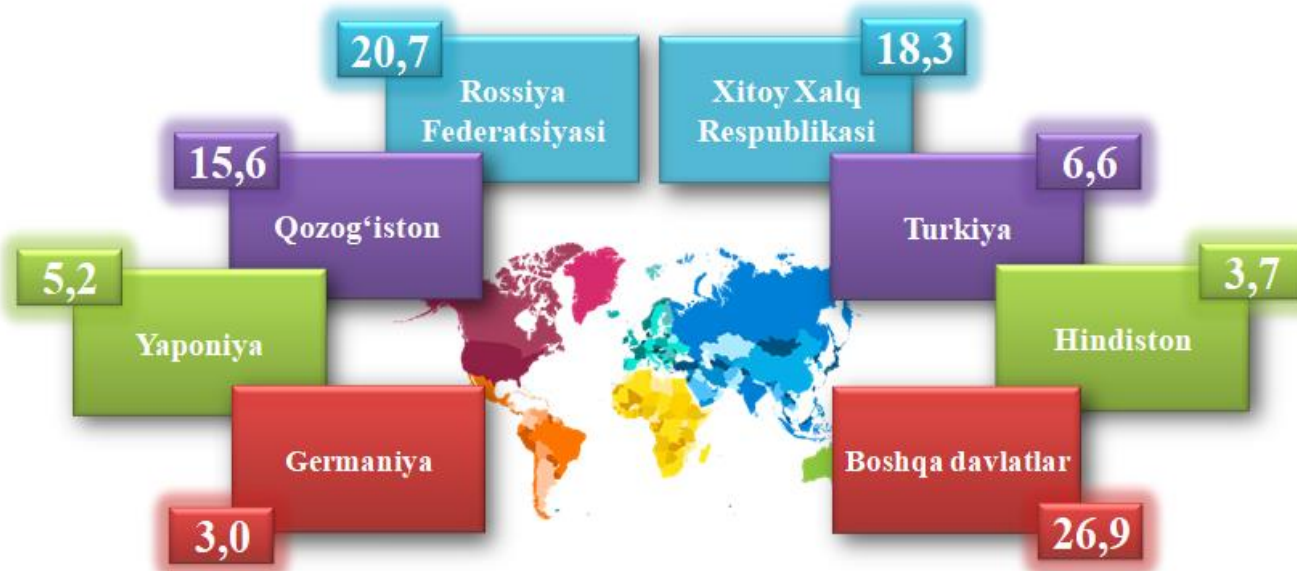 20,7
Rossiya
Federatsiyasi
18,3
Xitoy Xalq
Respublikasi
15,6
Qozog‘iston
6,6
Turkiya
5,2
Yaponiya
3,7
Hindiston
Germaniya
3,0
Boshqa davlatlar
26,9